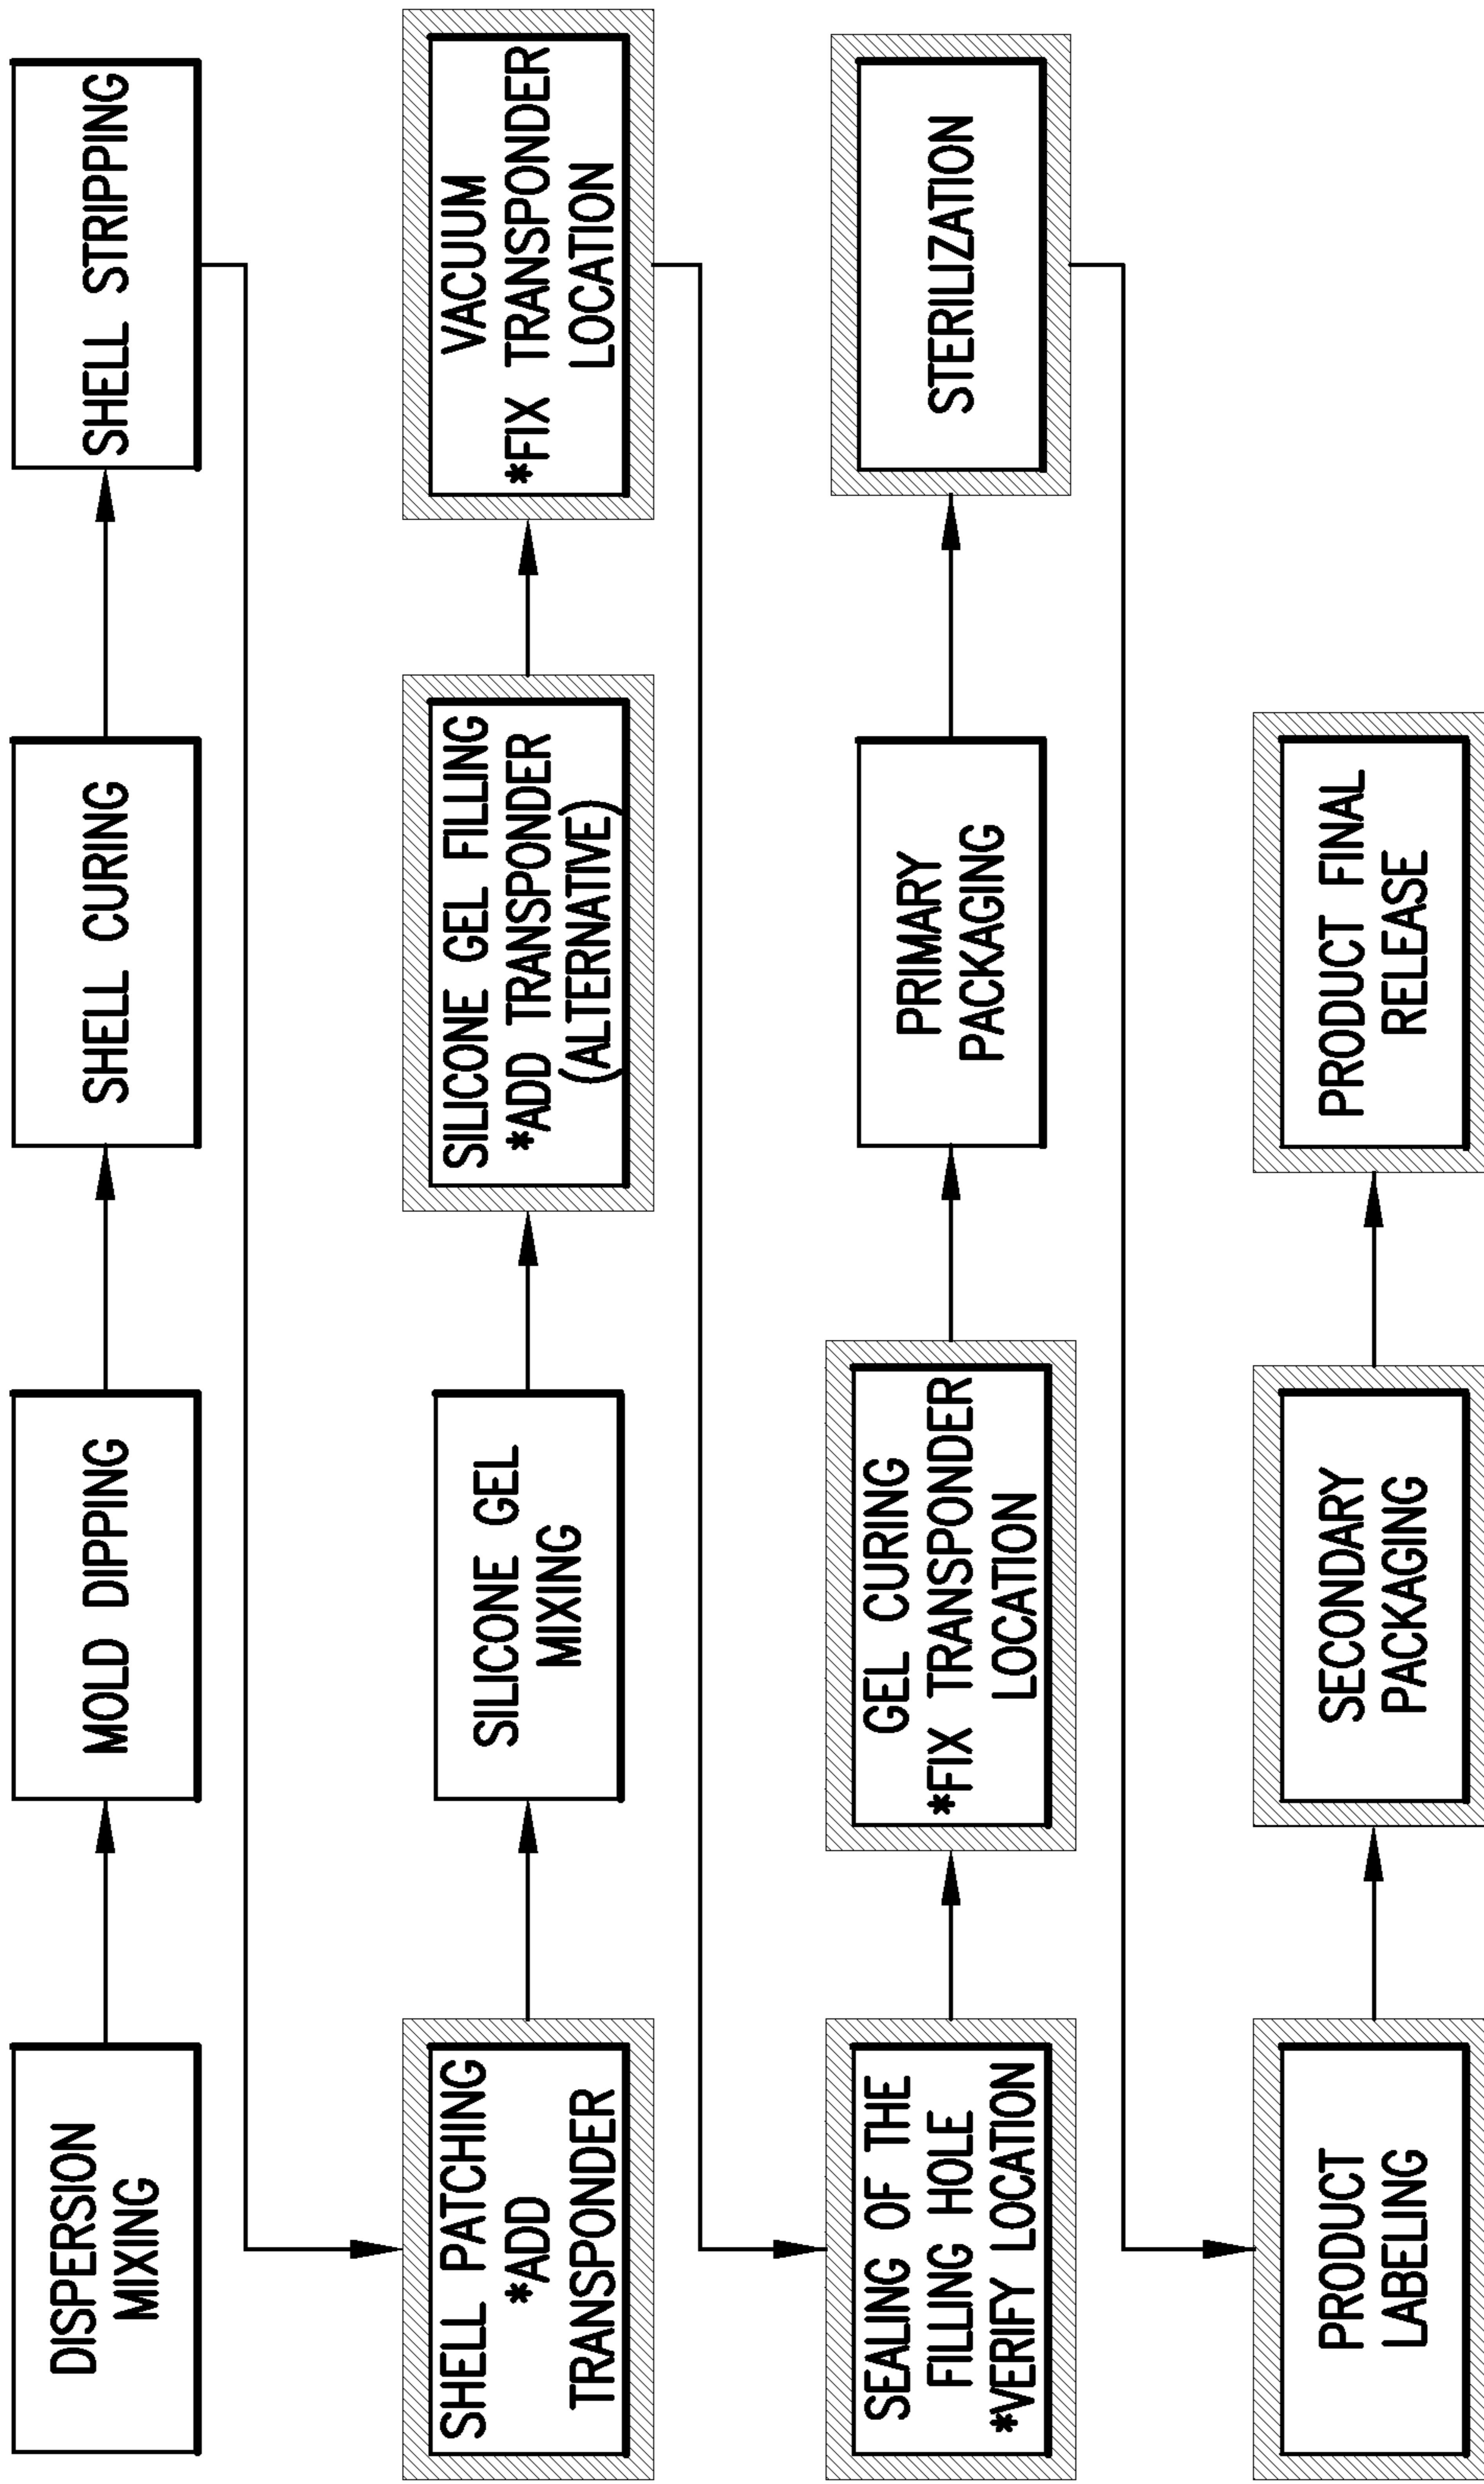 DISPERSION
MIXING
MOLD DIPPING
SHELL CURING
SHELL STRIPPING
SHELL PATCHING
*ADD
TRANSPONDER
SILICONE GEL
MIXING
SILICONE GEL FILLING
*ADD TRANSPONDER
(ALTERNATIVE)
VACUUM
*FIX TRANSPONDER
LOCATION
SEALING OF THE
FILLING HOLE
*VERIFY LOCATION
GEL CURING
*FIX TRANSPONDER
LOCATION
PRIMARY
PACKAGING
STERILIZATION
PRODUCT
LABELING
SECONDARY
PACKAGING
PRODUCT FINAL
RELEASE